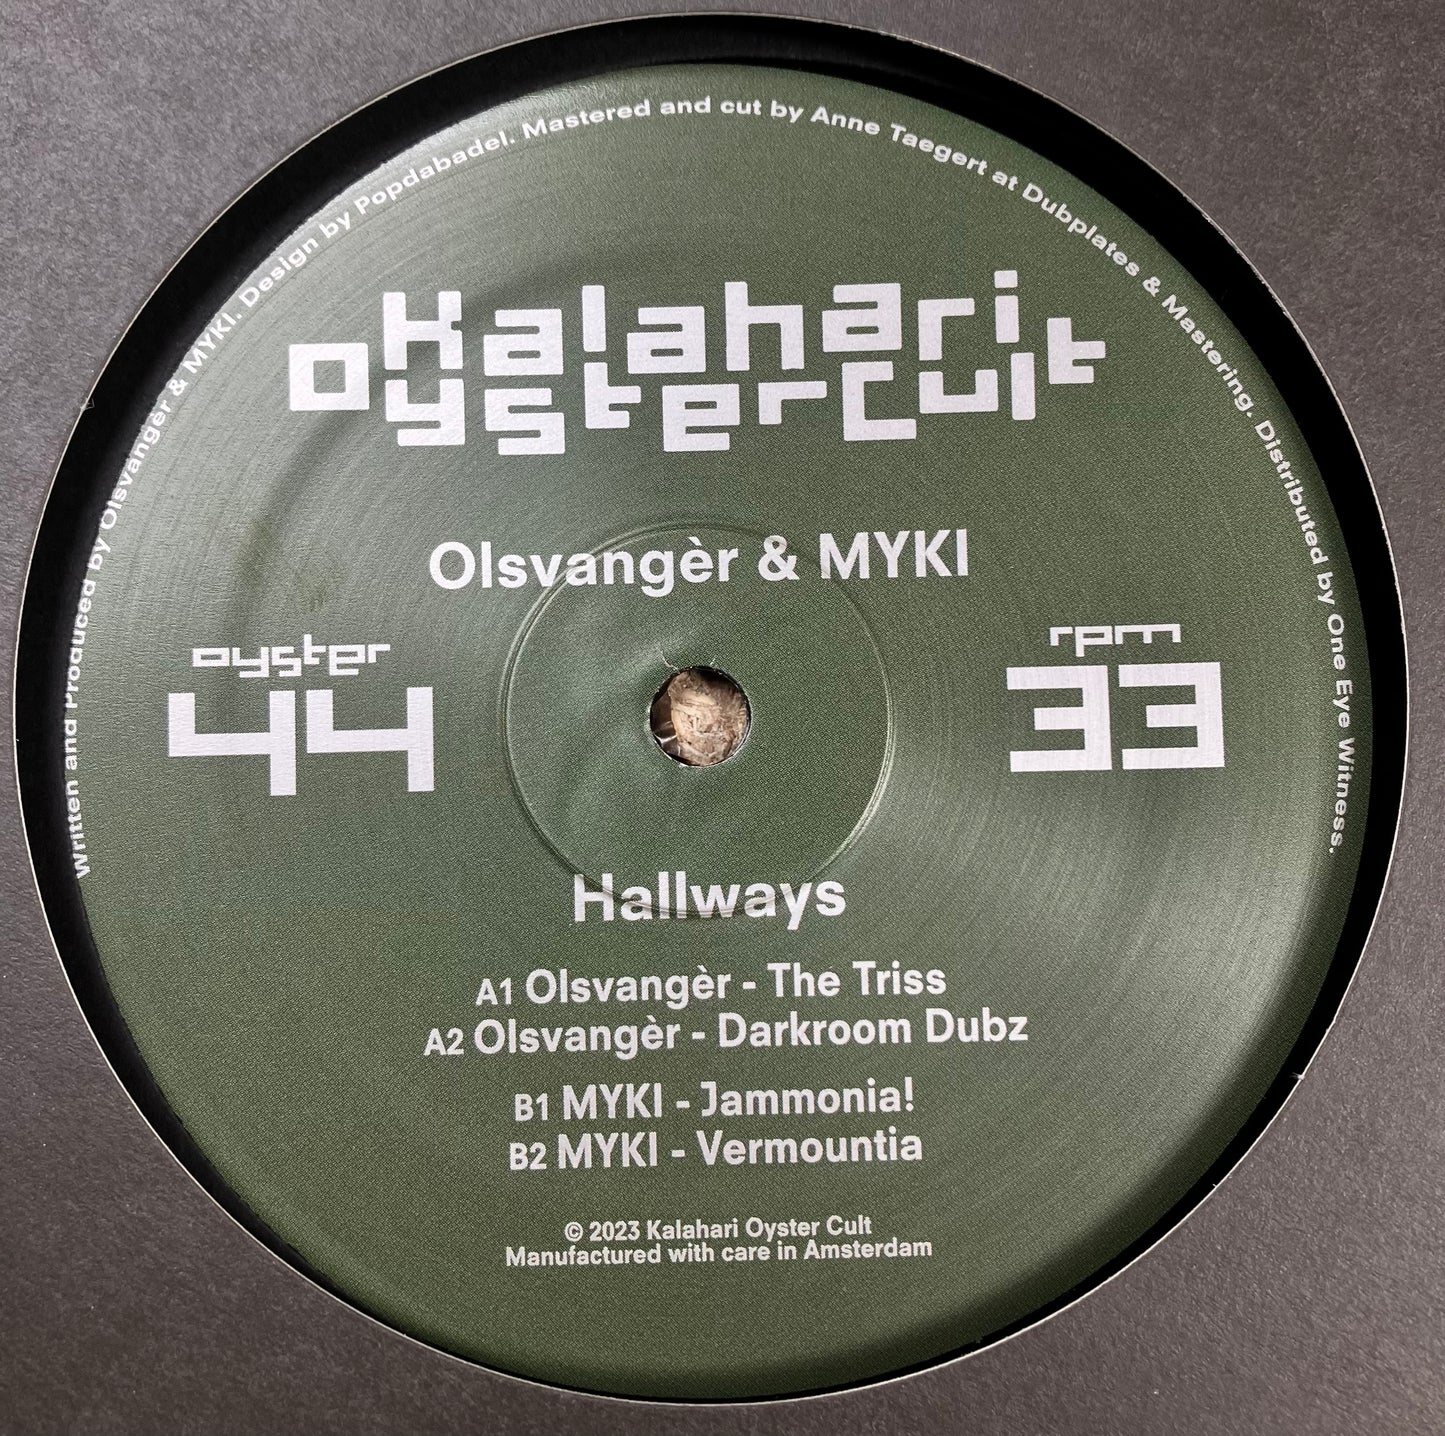 Written and Produced by Olsvangèr & MYKI. Design by Popdabadel. Mastered and cut by Anne Taegert at Dubplates & Mastering. Distributed by One Eye Witness.
Kalahari
OysterCult
Olsvangèr & MYKI
oyster
44
rpm
33
Hallways
A1 Olsvangèr - The Triss
A2 Olsvangèr - Darkroom Dubz
B1 MYKI - Jammonia!
B2 MYKI - Vermountia
© 2023 Kalahari Oyster Cult
Manufactured with care in Amsterdam